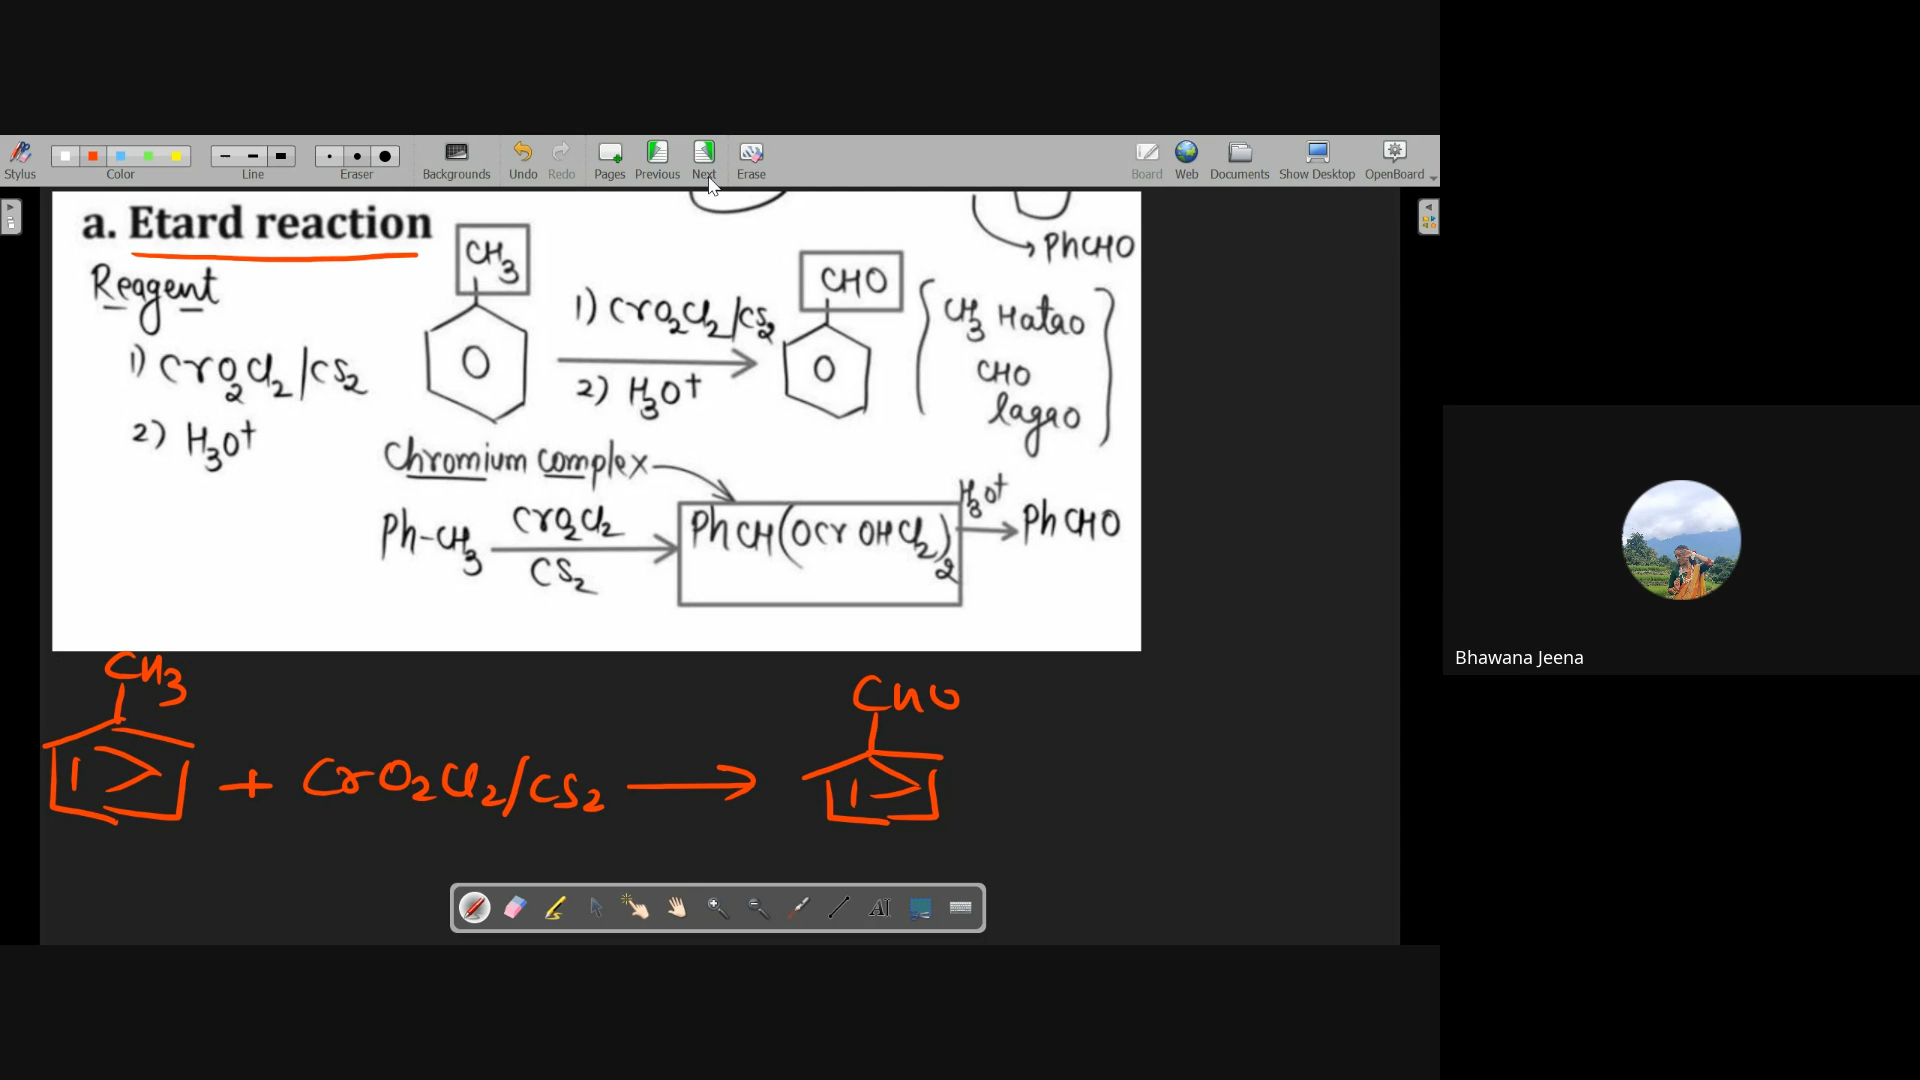 Stylus
Color
Line
Eraser
Backgrounds
Undo
Redo
Pages
Previous
Next
Erase
Board
Web
Documents
Show Desktop
OpenBoard
a. Etard reaction
Reagent
1) CrO2Cl2/CS2
2) H3O+
CH3
1) CrO2Cl2/CS2
2) H3O+
CHO
PhCHO
CH3 Hatao
CHO
lagao
Chromium complex
Ph-CH3
CrO2Cl2
CS2
PhCH(OCrOHCl2)2
H3O+
PhCHO
CH3
+ CrO2Cl2/CS2
CHO
AI
Bhawana Jeena